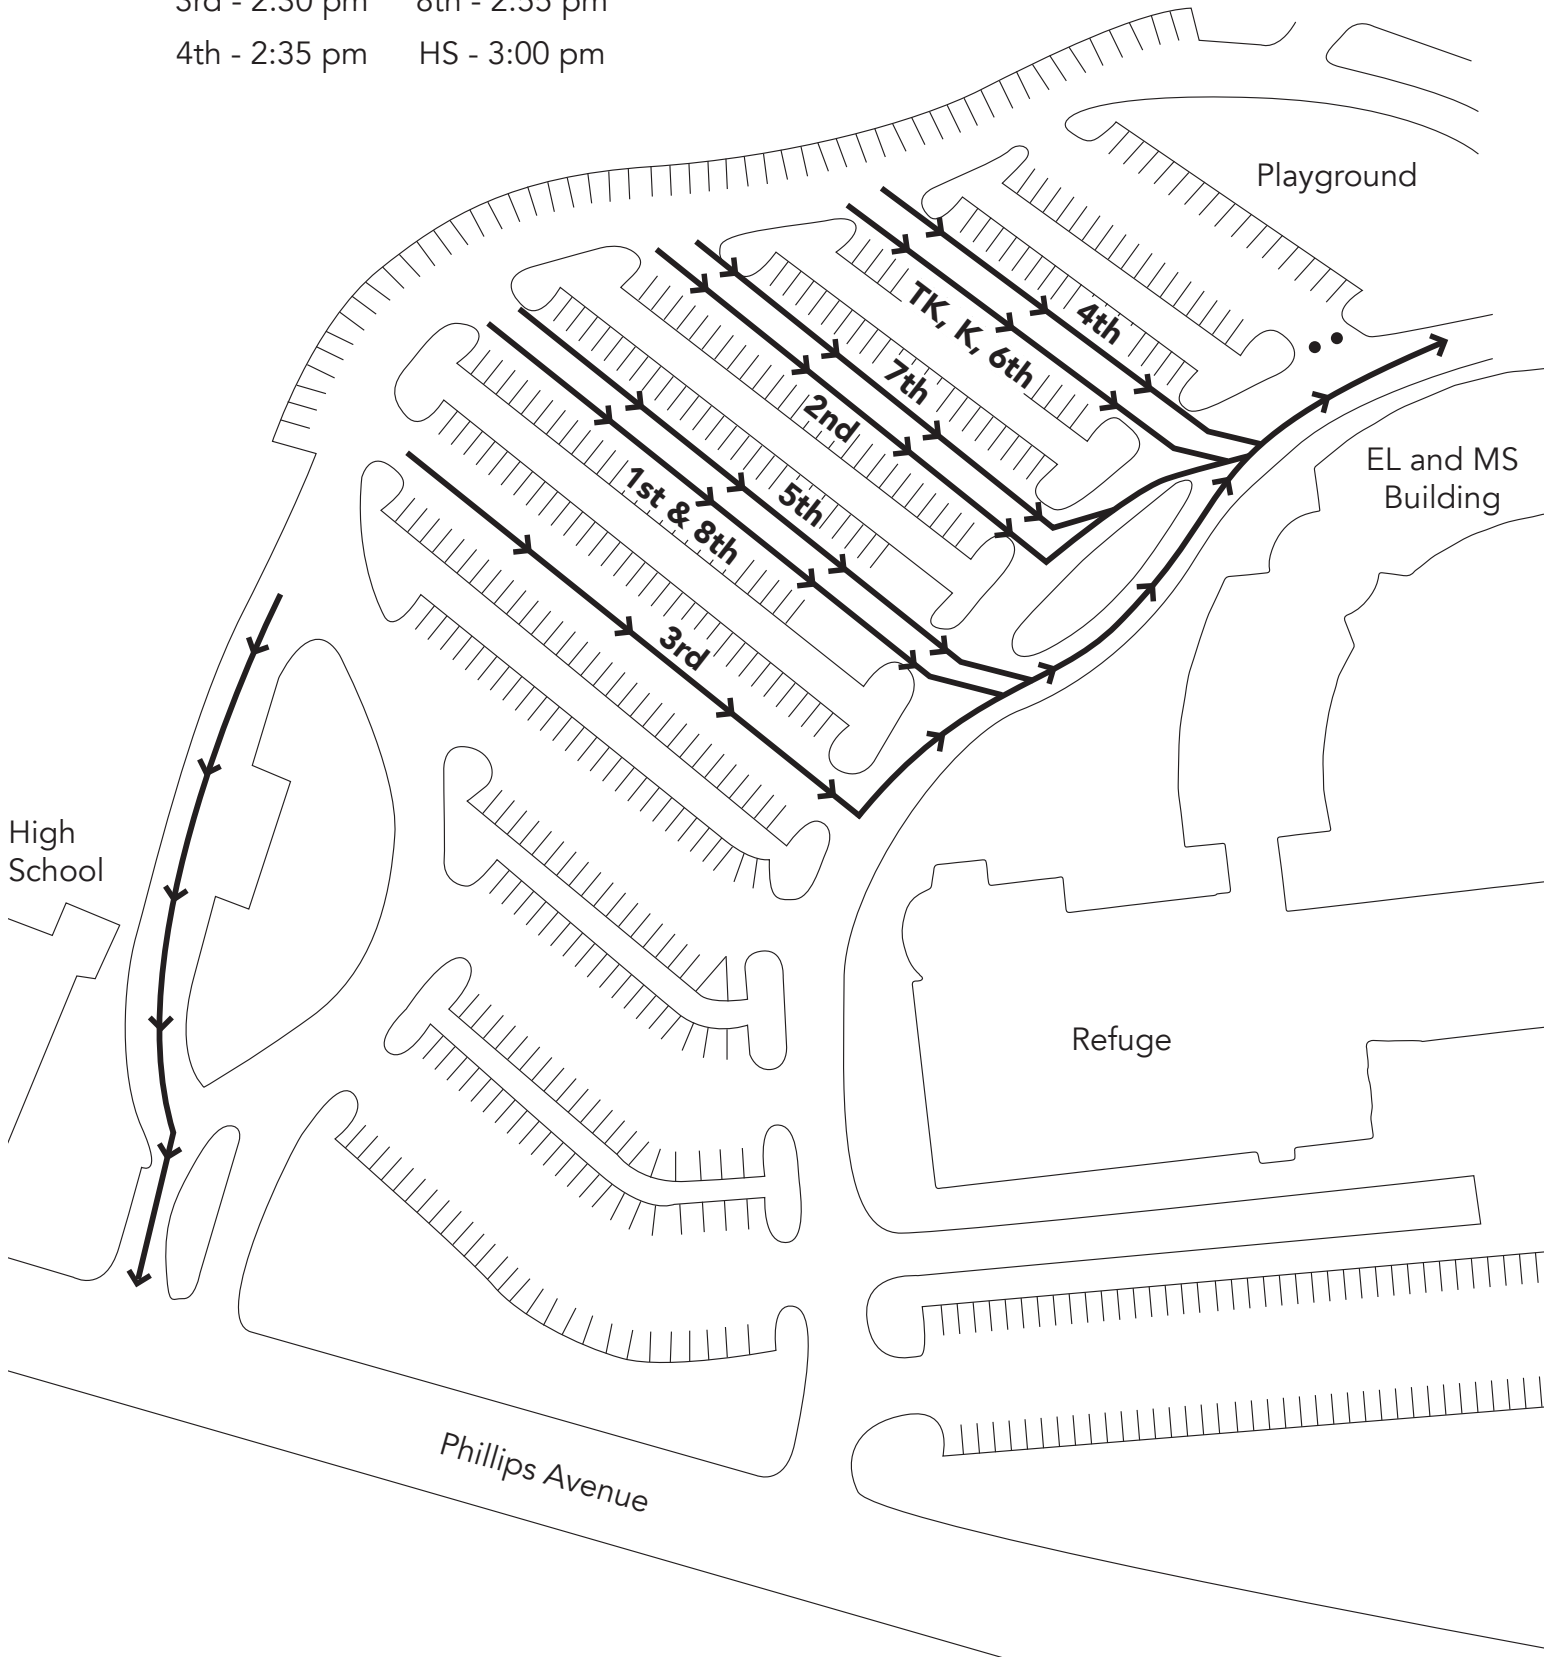 3rd - 2:30 pm 8th - 2:55 pm
4th - 2:35 pm HS - 3:00 pm
Playground
4th
TK, K, 6th
7th
2nd
EL and MS
Building
5th
1st & 8th
3rd
High
School
Refuge
Phillips Avenue